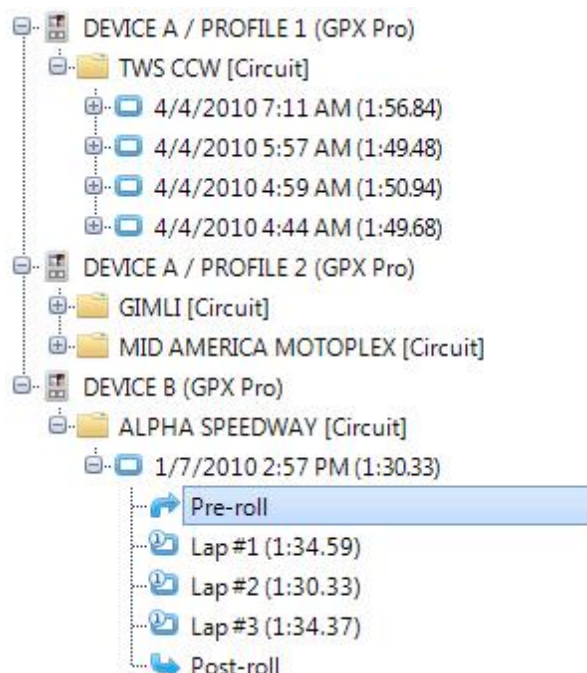 DEVICE A / PROFILE 1 (GPX Pro)
TWS CCW [Circuit]
4/4/2010 7:11 AM (1:56.84)
4/4/2010 5:57 AM (1:49.48)
4/4/2010 4:59 AM (1:50.94)
4/4/2010 4:44 AM (1:49.68)
DEVICE A / PROFILE 2 (GPX Pro)
GIMLI [Circuit]
MID AMERICA MOTOPLEX [Circuit]
DEVICE B (GPX Pro)
ALPHA SPEEDWAY [Circuit]
1/7/2010 2:57 PM (1:30.33)
Pre-roll
Lap #1 (1:34.59)
Lap #2 (1:30.33)
Lap #3 (1:34.37)
Post-roll